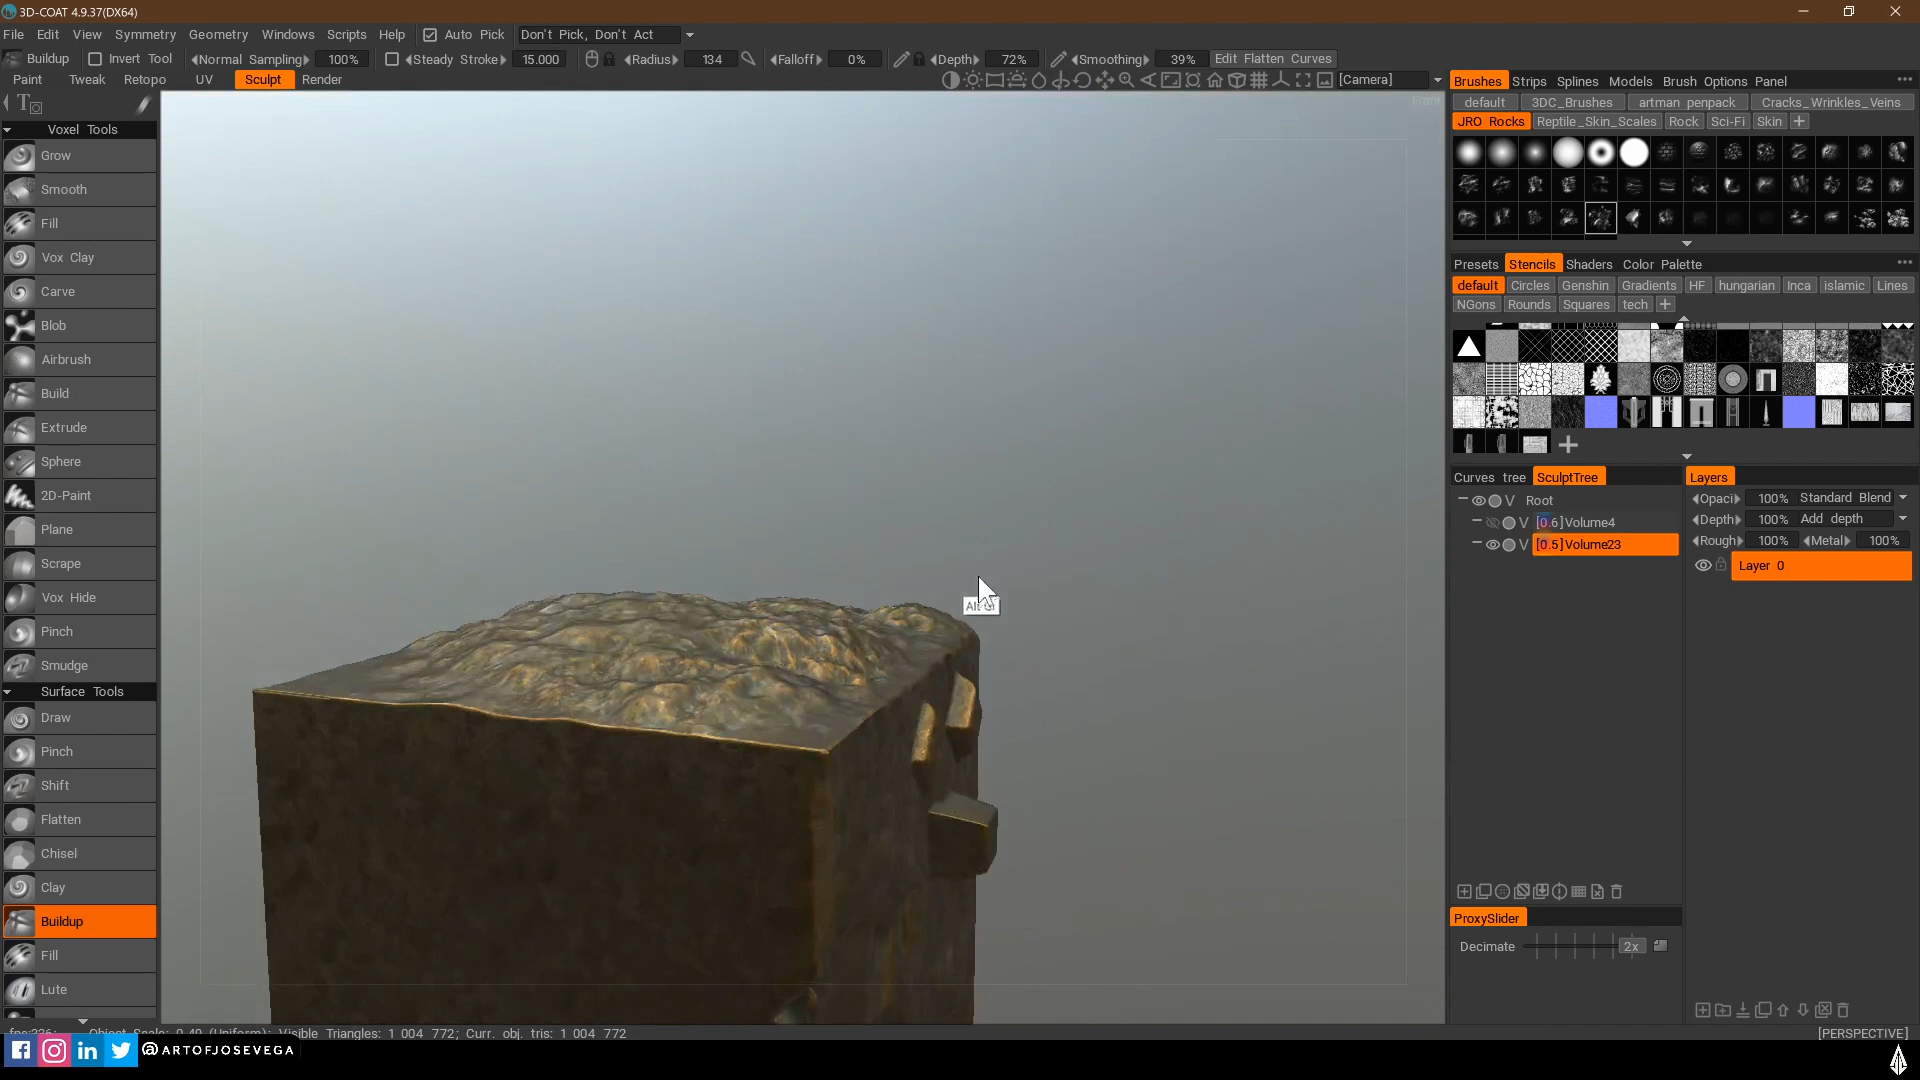 3D-COAT 4.9.37(DX64)
File Edit View Symmetry Geometry Windows Scripts Help Auto Pick Don't Pick, Don't Act
Buildup Invert Tool Normal Sampling 100% Steady Stroke 15.000 Radius 134 Falloff 0% Depth 72% Smoothing 39% Edit Flatten Curves
Paint Tweak Retopo UV Sculpt Render [Camera]
Voxel Tools
Grow
Smooth
Fill
Vox Clay
Carve
Blob
Airbrush
Build
Extrude
Sphere
2D-Paint
Plane
Scrape
Vox Hide
Pinch
Smudge
Surface Tools
Draw
Pinch
Shift
Flatten
Chisel
Clay
Buildup
Fill
Lute
Front
Brushes Strips Splines Models Brush Options Panel
default 3DC_Brushes artman penpack Cracks_Wrinkles_Veins
JRO Rocks Reptile_Skin_Scales Rock Sci-Fi Skin
Presets Stencils Shaders Color Palette
default Circles Genshin Gradients HF hungarian Inca islamic Lines
NGons Rounds Squares tech
Curves tree SculptTree
V Root
V [0.6]Volume4
V [0.5]Volume23
Layers
Opaci 100% Standard Blend
Depth 100% Add depth
Rough 100% Metal 100%
Layer 0
ProxySlider
Decimate 2x
Object Scale: 0.40 (Uniform); Visible Triangles: 1 004 772; Curr. obj. tris: 1 004 772
[PERSPECTIVE]
@ARTOFJOSEVEGA